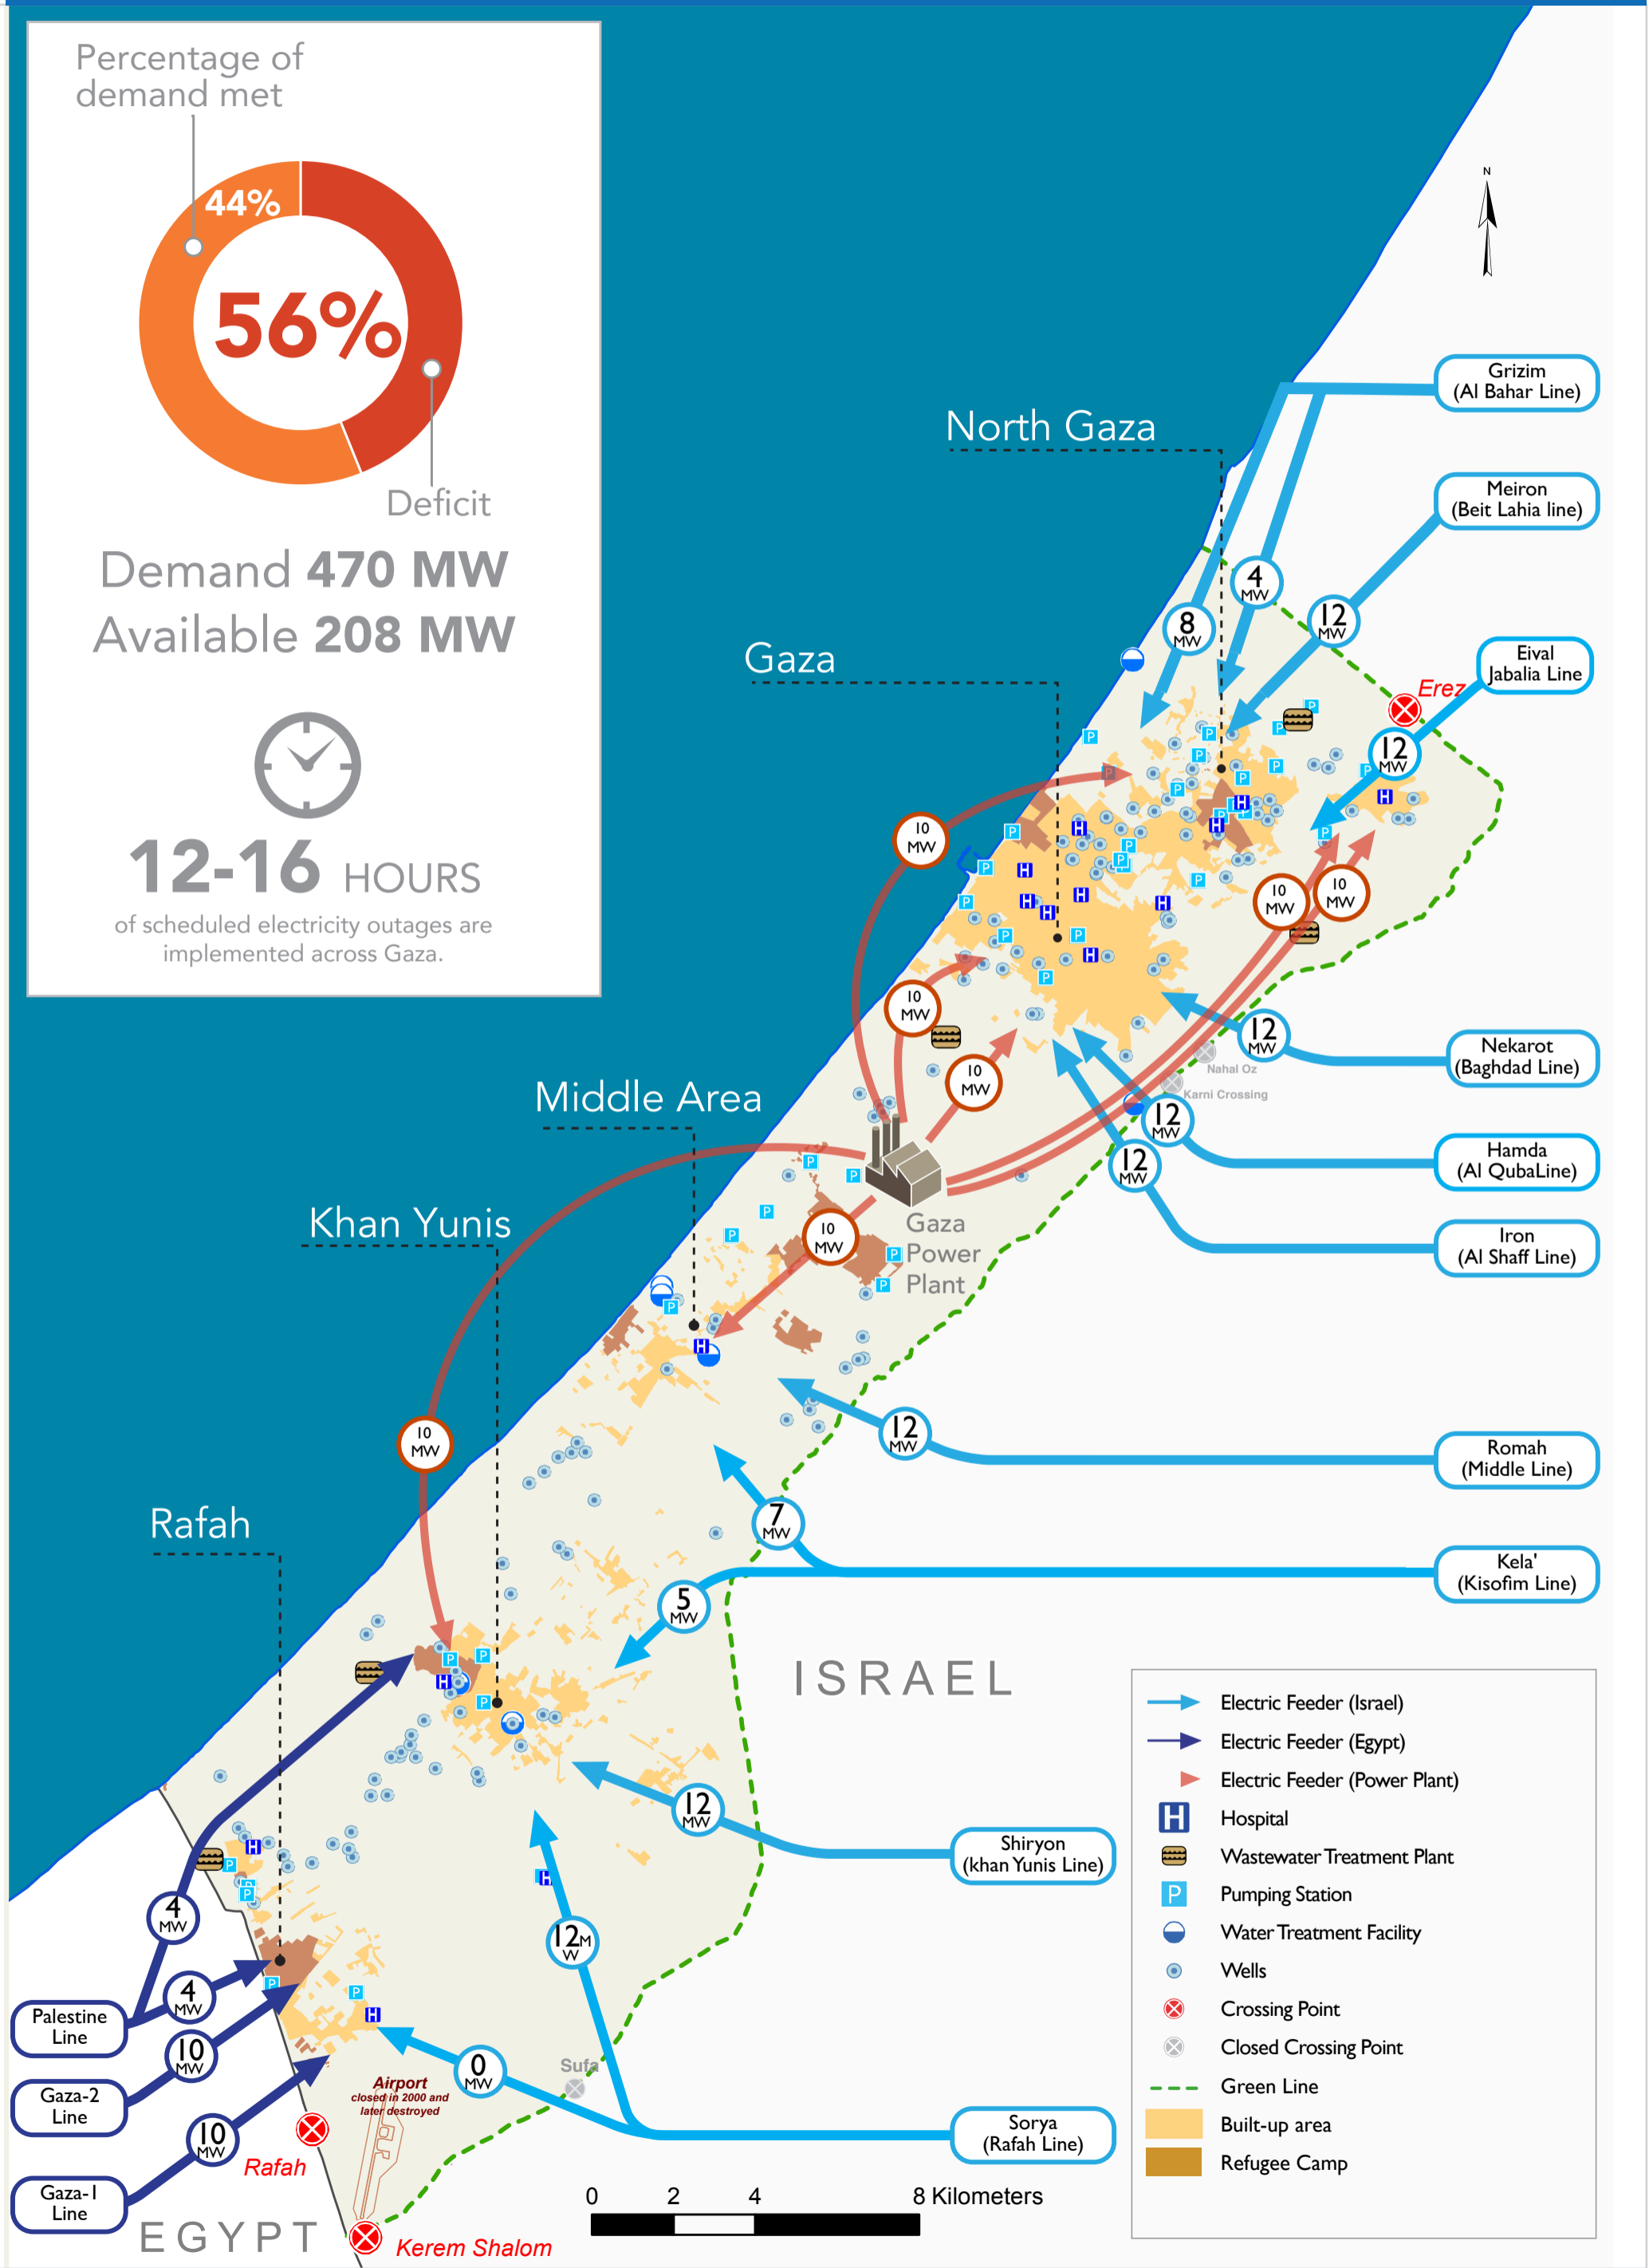 Percentage of
demand met
44%
56%
Deficit
Demand 470 MW
Available 208 MW
12-16 HOURS
of scheduled electricity outages are
implemented across Gaza.
N
North Gaza
Gaza
Middle Area
Khan Yunis
Rafah
Grizim
(Al Bahar Line)
Meiron
(Beit Lahia line)
Eival
Jabalia Line
Erez
4
MW
8
MW
12
MW
12
MW
10
MW
10
MW
10
MW
10
MW
10
MW
12
MW
Nekarot
(Baghdad Line)
Nahal Oz
Karni Crossing
12
MW
Hamda
(Al QubaLine)
12
MW
Iron
(Al Shaff Line)
Gaza
Power
Plant
10
MW
10
MW
12
MW
Romah
(Middle Line)
7
MW
5
MW
Kela'
(Kisofim Line)
ISRAEL
12
MW
Shiryon
(khan Yunis Line)
12M
W
0
MW
Sufa
Sorya
(Rafah Line)
4
MW
4
MW
Palestine
Line
10
MW
Gaza-2
Line
10
MW
Gaza-1
Line
Airport
closed in 2000 and
later destroyed
Rafah
Kerem Shalom
EGYPT
0 2 4 8 Kilometers
Electric Feeder (Israel)
Electric Feeder (Egypt)
Electric Feeder (Power Plant)
H Hospital
Wastewater Treatment Plant
P Pumping Station
Water Treatment Facility
Wells
Crossing Point
Closed Crossing Point
Green Line
Built-up area
Refugee Camp